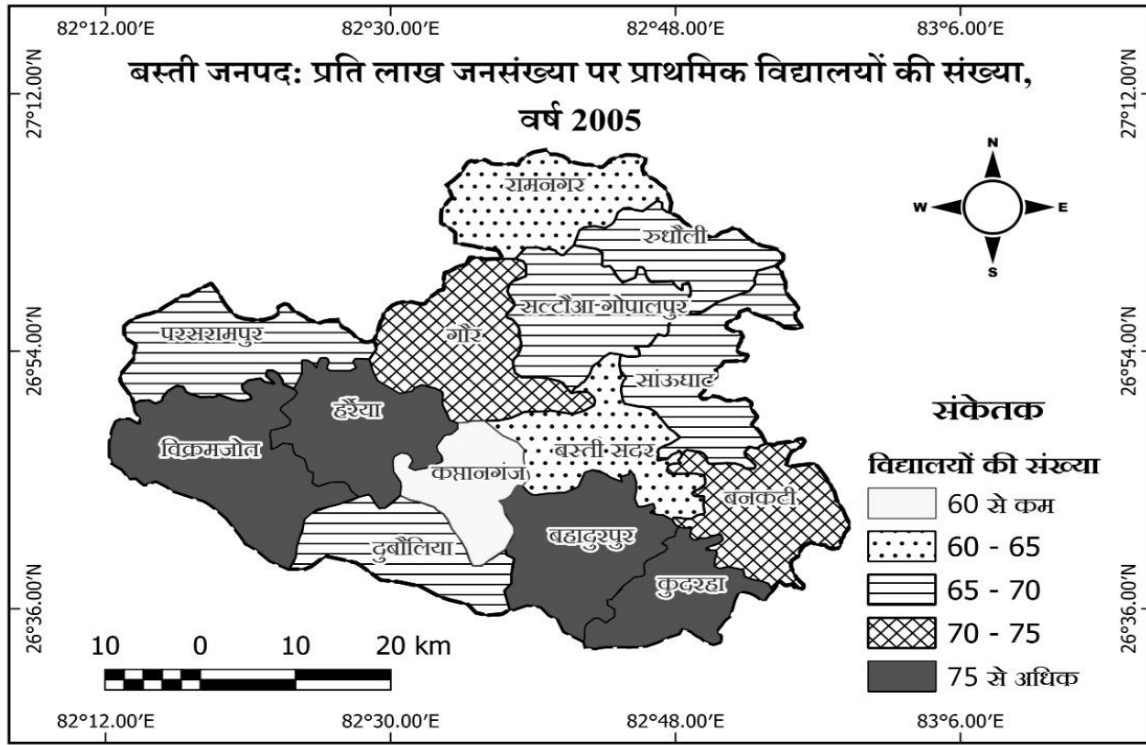 82°12.00'E 82°30.00'E 82°48.00'E 83°6.00'E
बस्ती जनपद: प्रति लाख जनसंख्या पर प्राथमिक विद्यालयों की संख्या,
वर्ष 2005
27°12.00'N 27°12.00'N
N
W E
S
रामनगर
रुधौली
सल्टौआ-गोपालपुर
परसरामपुर
गौर
26°54.00'N 26°54.00'N
सांऊघाट
हर्रैया
विक्रमजोत
बस्ती सदर
कप्तानगंज
बनकटी
बहादुरपुर
दुबौलिया
कुदरहा
संकेतक
विद्यालयों की संख्या
60 से कम
60 - 65
65 - 70
70 - 75
75 से अधिक
26°36.00'N 26°36.00'N
10 0 10 20 km
82°12.00'E 82°30.00'E 82°48.00'E 83°6.00'E